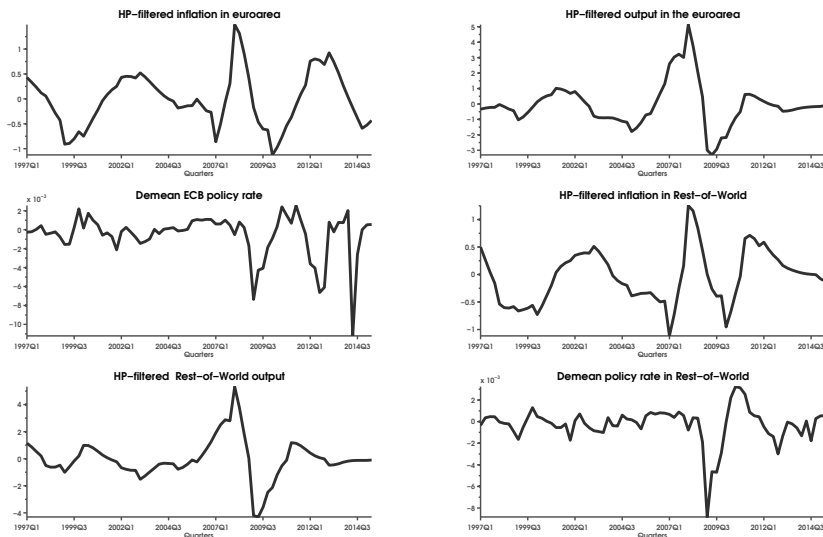 HP−filtered inflation in euroarea
1
0.5
0
−0.5
−1
1997Q1 1999Q3 2002Q1 2004Q3 2007Q1 2009Q3 2012Q1 2014Q3
Quarters
HP−filtered output in the euroarea
5
4
3
2
1
0
−1
−2
−3
1997Q1 1999Q3 2002Q1 2004Q3 2007Q1 2009Q3 2012Q1 2014Q3
Quarters
Demean ECB policy rate
x 10⁻³
2
0
−2
−4
−6
−8
−10
1997Q1 1999Q3 2002Q1 2004Q3 2007Q1 2009Q3 2012Q1 2014Q3
Quarters
HP−filtered inflation in Rest−of−World
1
0.5
0
−0.5
−1
1997Q1 1999Q3 2002Q1 2004Q3 2007Q1 2009Q3 2012Q1 2014Q3
Quarters
HP−filtered Rest−of−World output
4
2
0
−2
−4
1997Q1 1999Q3 2002Q1 2004Q3 2007Q1 2009Q3 2012Q1 2014Q3
Quarters
Demean policy rate in Rest−of−World
x 10⁻³
2
0
−2
−4
−6
−8
1997Q1 1999Q3 2002Q1 2004Q3 2007Q1 2009Q3 2012Q1 2014Q3
Quarters